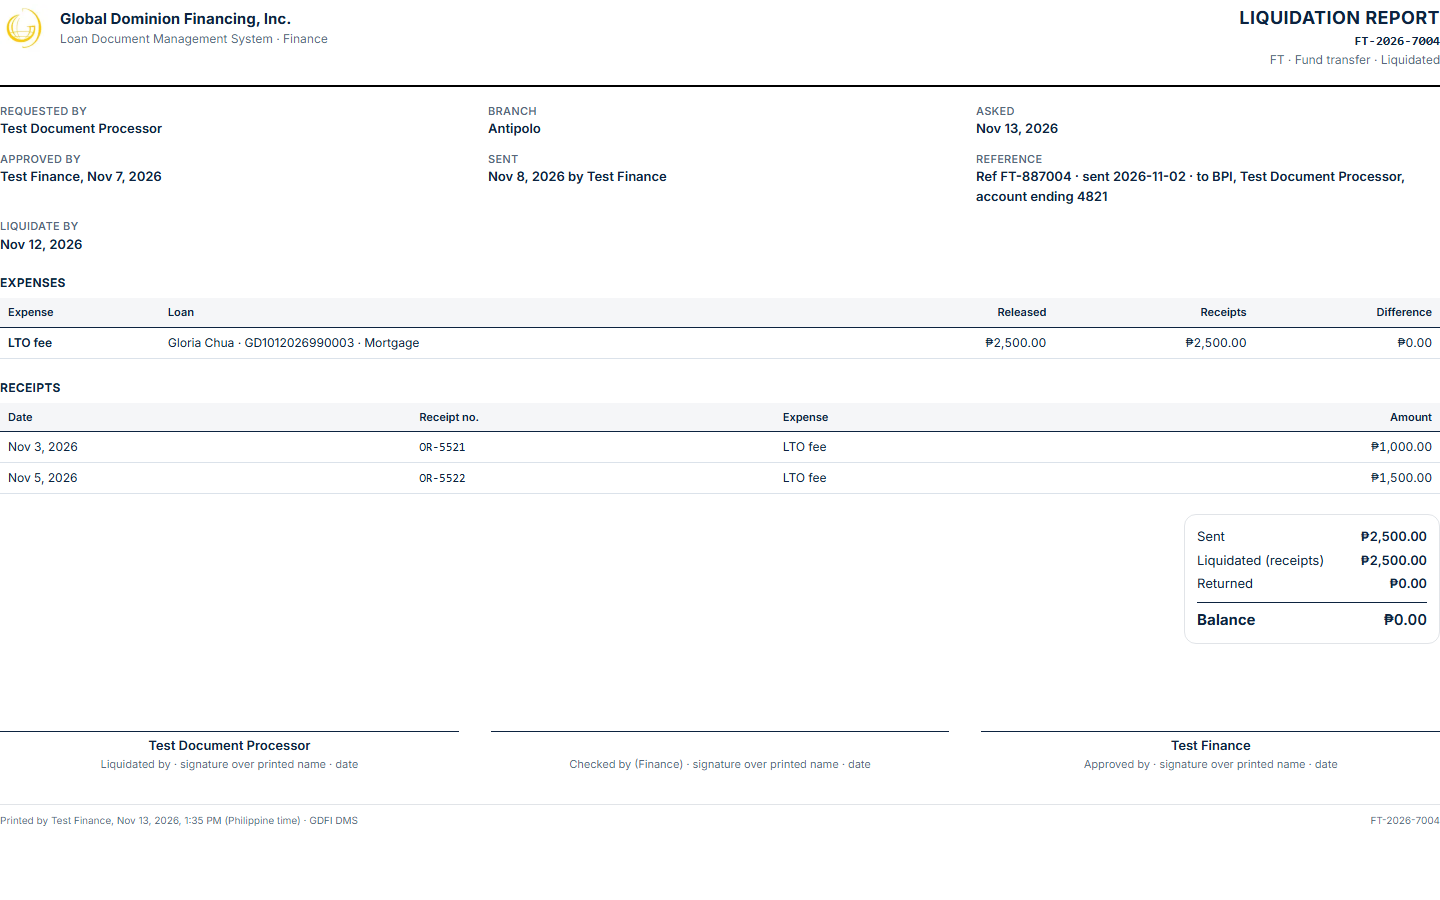 Global Dominion Financing, Inc.
Loan Document Management System · Finance
LIQUIDATION REPORT
FT-2026-7004
FT · Fund transfer · Liquidated
REQUESTED BY
Test Document Processor
BRANCH
Antipolo
ASKED
Nov 13, 2026
APPROVED BY
Test Finance, Nov 7, 2026
SENT
Nov 8, 2026 by Test Finance
REFERENCE
Ref FT-887004 · sent 2026-11-02 · to BPI, Test Document Processor,
account ending 4821
LIQUIDATE BY
Nov 12, 2026
EXPENSES
Expense Loan Released Receipts Difference
LTO fee Gloria Chua · GD1012026990003 · Mortgage ₱2,500.00 ₱2,500.00 ₱0.00
RECEIPTS
Date Receipt no. Expense Amount
Nov 3, 2026 OR-5521 LTO fee ₱1,000.00
Nov 5, 2026 OR-5522 LTO fee ₱1,500.00
Sent ₱2,500.00
Liquidated (receipts) ₱2,500.00
Returned ₱0.00
Balance ₱0.00
Test Document Processor
Liquidated by · signature over printed name · date
Checked by (Finance) · signature over printed name · date
Test Finance
Approved by · signature over printed name · date
Printed by Test Finance, Nov 13, 2026, 1:35 PM (Philippine time) · GDFI DMS
FT-2026-7004